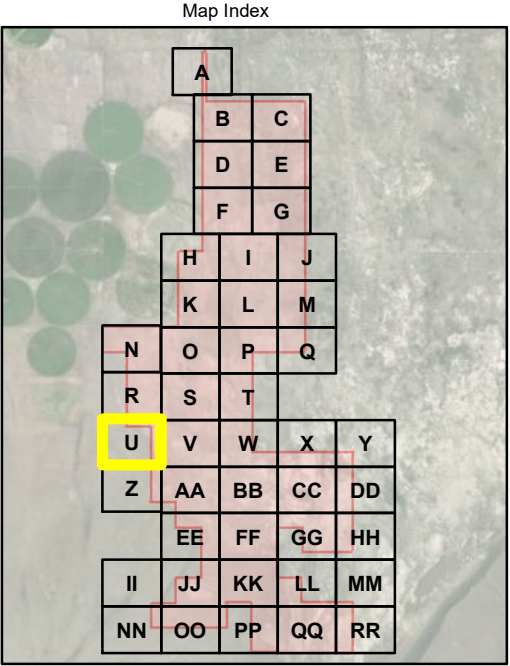 Map Index
A
B C
D E
F G
H I J
K L M
N O P Q
R S T
U V W X Y
Z AA BB CC DD
EE FF GG HH
II JJ KK LL MM
NN OO PP QQ RR